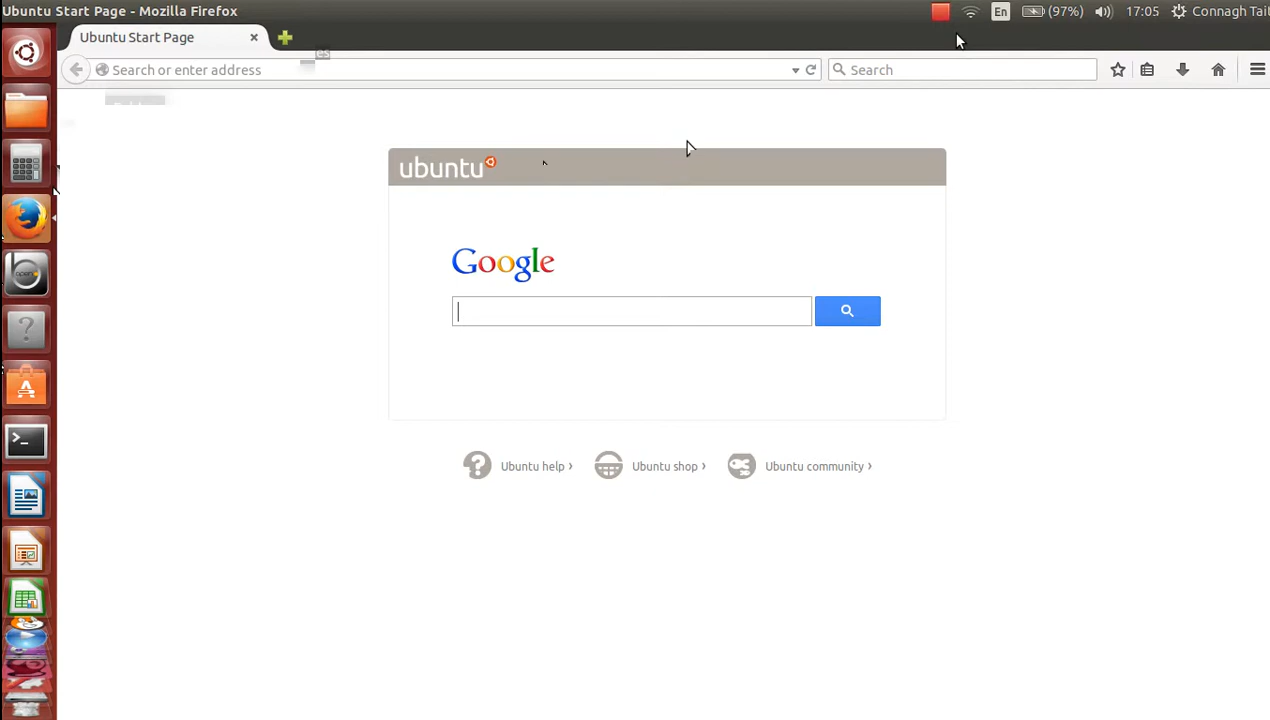 Ubuntu Start Page - Mozilla Firefox
En (97%) 17:05 Connagh Tait
Ubuntu Start Page
Search or enter address
Search
ubuntu
Google
Ubuntu help ›
Ubuntu shop ›
Ubuntu community ›